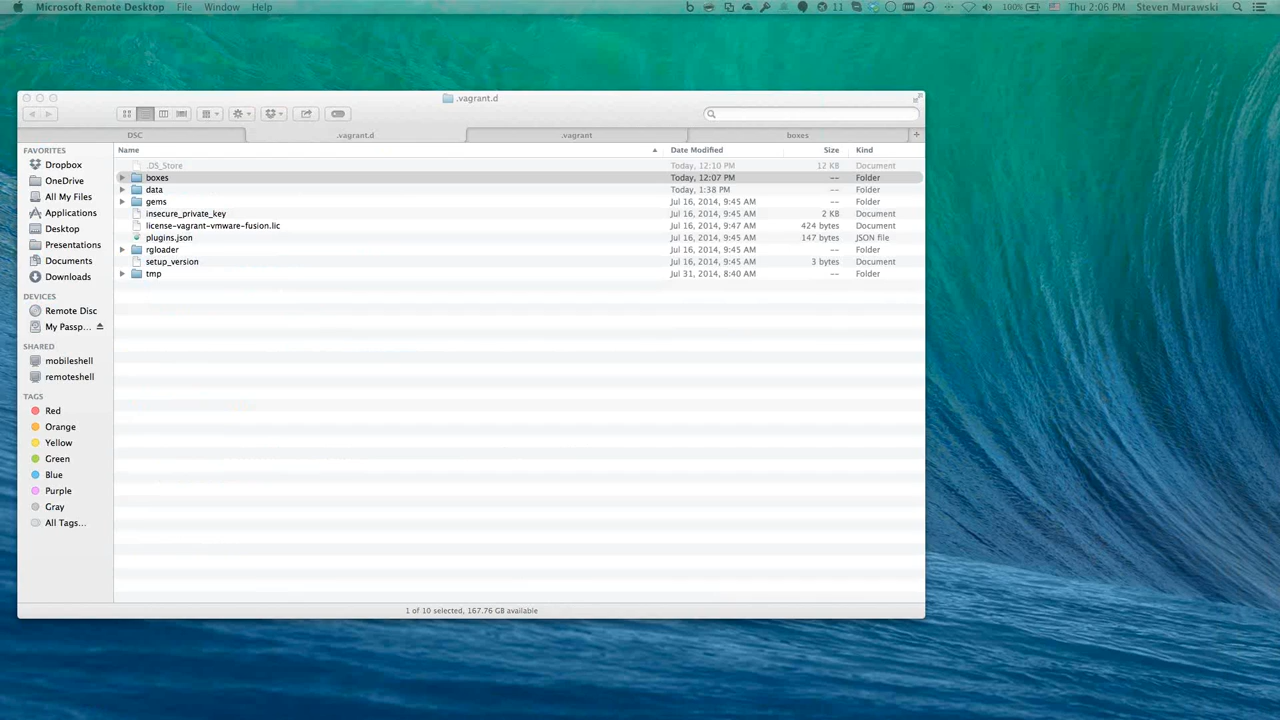 Microsoft Remote Desktop File Window Help 11 100% Thu 2:06 PM Steven Murawski
.vagrant.d
DSC .vagrant.d .vagrant boxes +
FAVORITES
Dropbox
OneDrive
All My Files
Applications
Desktop
Presentations
Documents
Downloads
DEVICES
Remote Disc
My Passp...
SHARED
mobileshell
remoteshell
TAGS
Red
Orange
Yellow
Green
Blue
Purple
Gray
All Tags...
Name Date Modified Size Kind
.DS_Store Today, 12:10 PM 12 KB Document
boxes Today, 12:07 PM -- Folder
data Today, 1:38 PM -- Folder
gems Jul 16, 2014, 9:45 AM -- Folder
insecure_private_key Jul 16, 2014, 9:45 AM 2 KB Document
license-vagrant-vmware-fusion.lic Jul 16, 2014, 9:47 AM 424 bytes Document
plugins.json Jul 16, 2014, 9:45 AM 147 bytes JSON file
rgloader Jul 16, 2014, 9:45 AM -- Folder
setup_version Jul 16, 2014, 9:45 AM 3 bytes Document
tmp Jul 31, 2014, 8:40 AM -- Folder
1 of 10 selected, 167.76 GB available